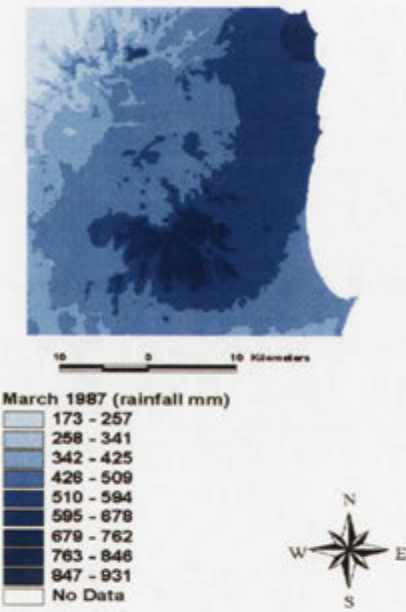 10 0 10 Kilometers
March 1987 (rainfall mm)
173 - 257
258 - 341
342 - 425
426 - 509
510 - 594
595 - 678
679 - 762
763 - 846
847 - 931
No Data
N
W E
S